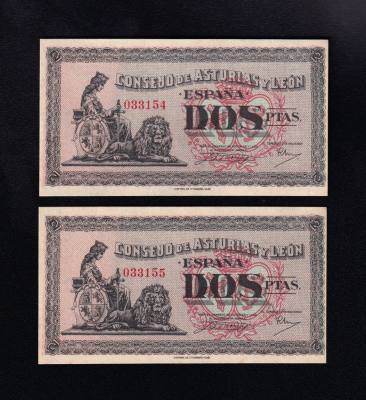 CONSEJO DE ASTURIAS Y LEÓN
·ESPAÑA·
A 033154
DOS PTAS.
CONSEJO DE ASTURIAS Y LEÓN
·ESPAÑA·
A 033155
DOS PTAS.